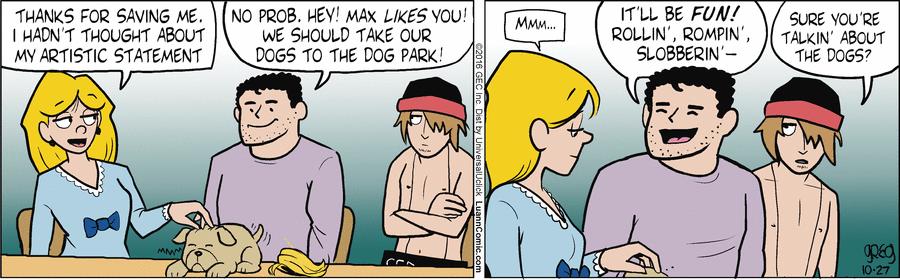 THANKS FOR SAVING ME.
I HADN'T THOUGHT ABOUT
MY ARTISTIC STATEMENT
NO PROB. HEY! MAX LIKES YOU!
WE SHOULD TAKE OUR
DOGS TO THE DOG PARK!
MMM
©2016 GEC Inc. Dist by UniversalUclick LuannComic.com
MMM...
IT'LL BE FUN!
ROLLIN', ROMPIN',
SLOBBERIN'—
SURE YOU'RE
TALKIN' ABOUT
THE DOGS?
greg
10-27